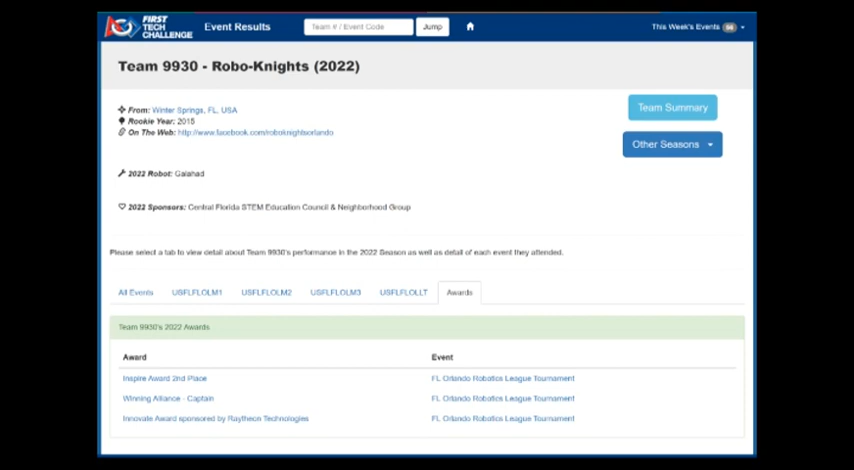 FIRST
TECH
CHALLENGE
Event Results
Team # / Event Code
Jump
This Week's Events
Team 9930 - Robo-Knights (2022)
From: Winter Springs, FL, USA
Rookie Year: 2015
On The Web: http://www.facebook.com/roboknightsorlando
Team Summary
Other Seasons
2022 Robot: Galahad
2022 Sponsors: Central Florida STEM Education Council & Neighborhood Group
Please select a tab to view detail about Team 9930's performance in the 2022 Season as well as detail of each event they attended.
All Events USFLFLOLM1 USFLFLOLM2 USFLFLOLM3 USFLFLOLLT Awards
Team 9930's 2022 Awards
Award Event
Inspire Award 2nd Place FL Orlando Robotics League Tournament
Winning Alliance - Captain FL Orlando Robotics League Tournament
Innovate Award sponsored by Raytheon Technologies FL Orlando Robotics League Tournament